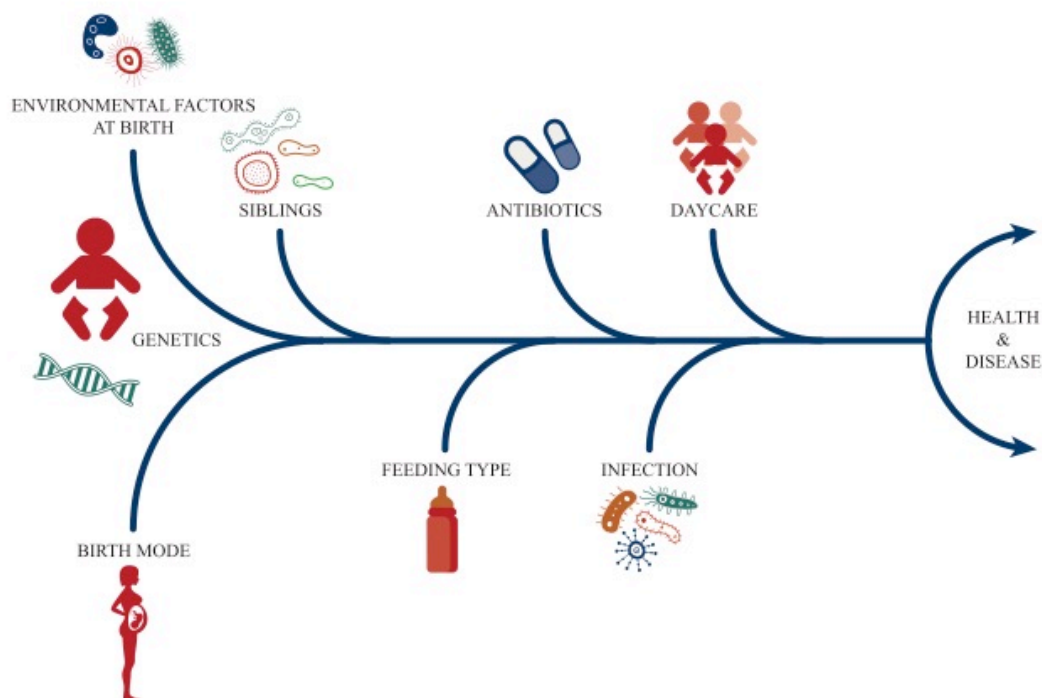 ENVIRONMENTAL FACTORS
AT BIRTH
SIBLINGS
ANTIBIOTICS
DAYCARE
GENETICS
HEALTH
&
DISEASE
FEEDING TYPE
INFECTION
BIRTH MODE